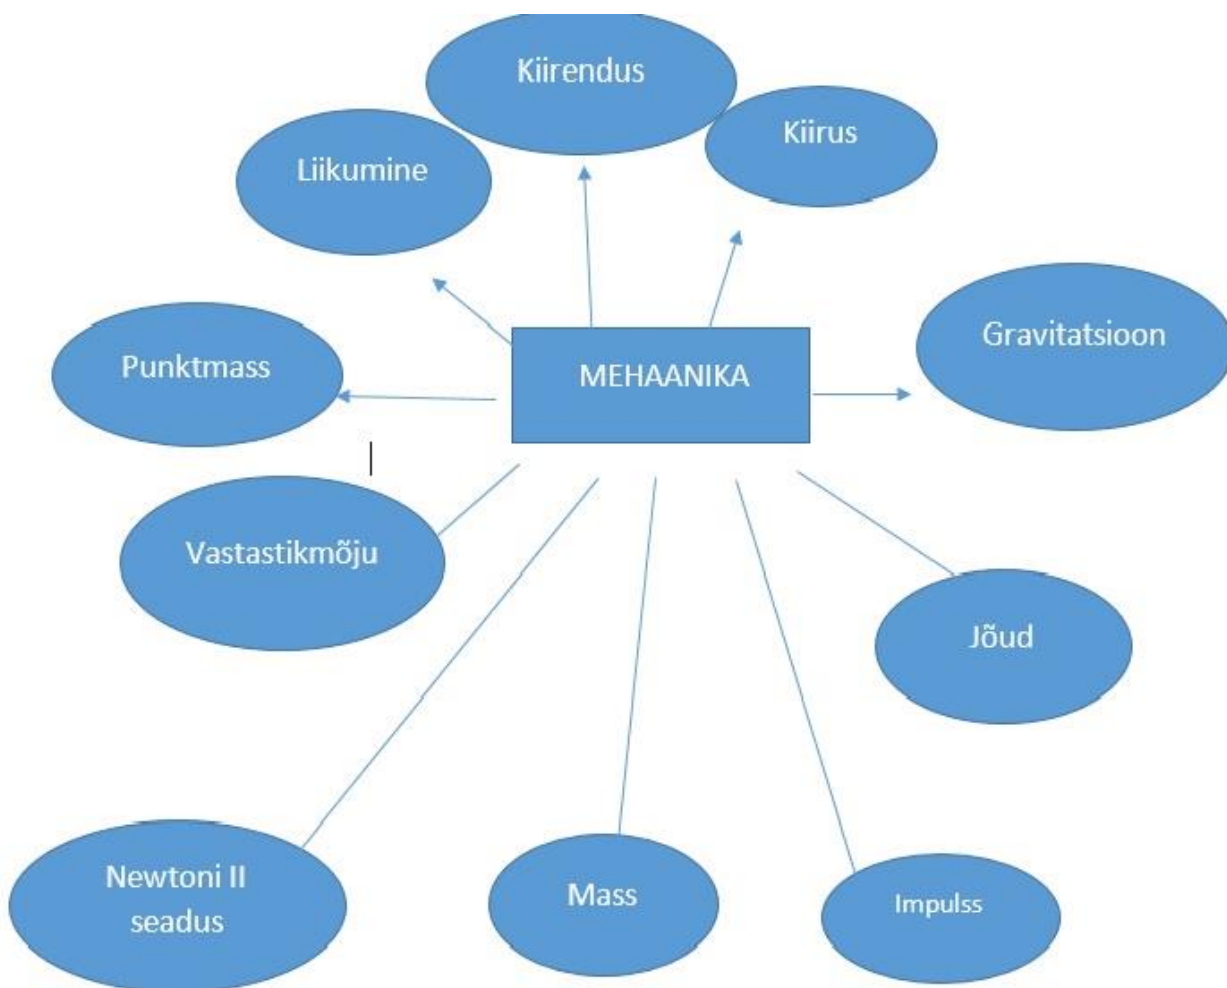 Kiirendus
Kiirus
Liikumine
Gravitatsioon
Punktmass
MEHAANIKA
Vastastikmõju
Jõud
Newtoni II
seadus
Mass
Impulss